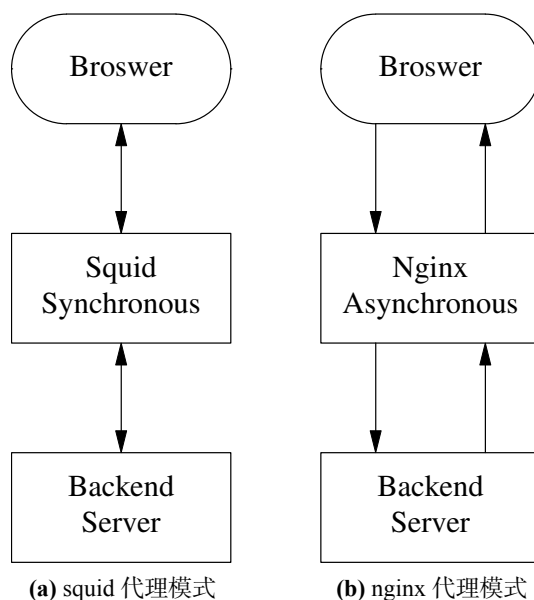 Broswer
Squid
Synchronous
Backend
Server
(a) squid 代理模式
Broswer
Nginx
Asynchronous
Backend
Server
(b) nginx 代理模式